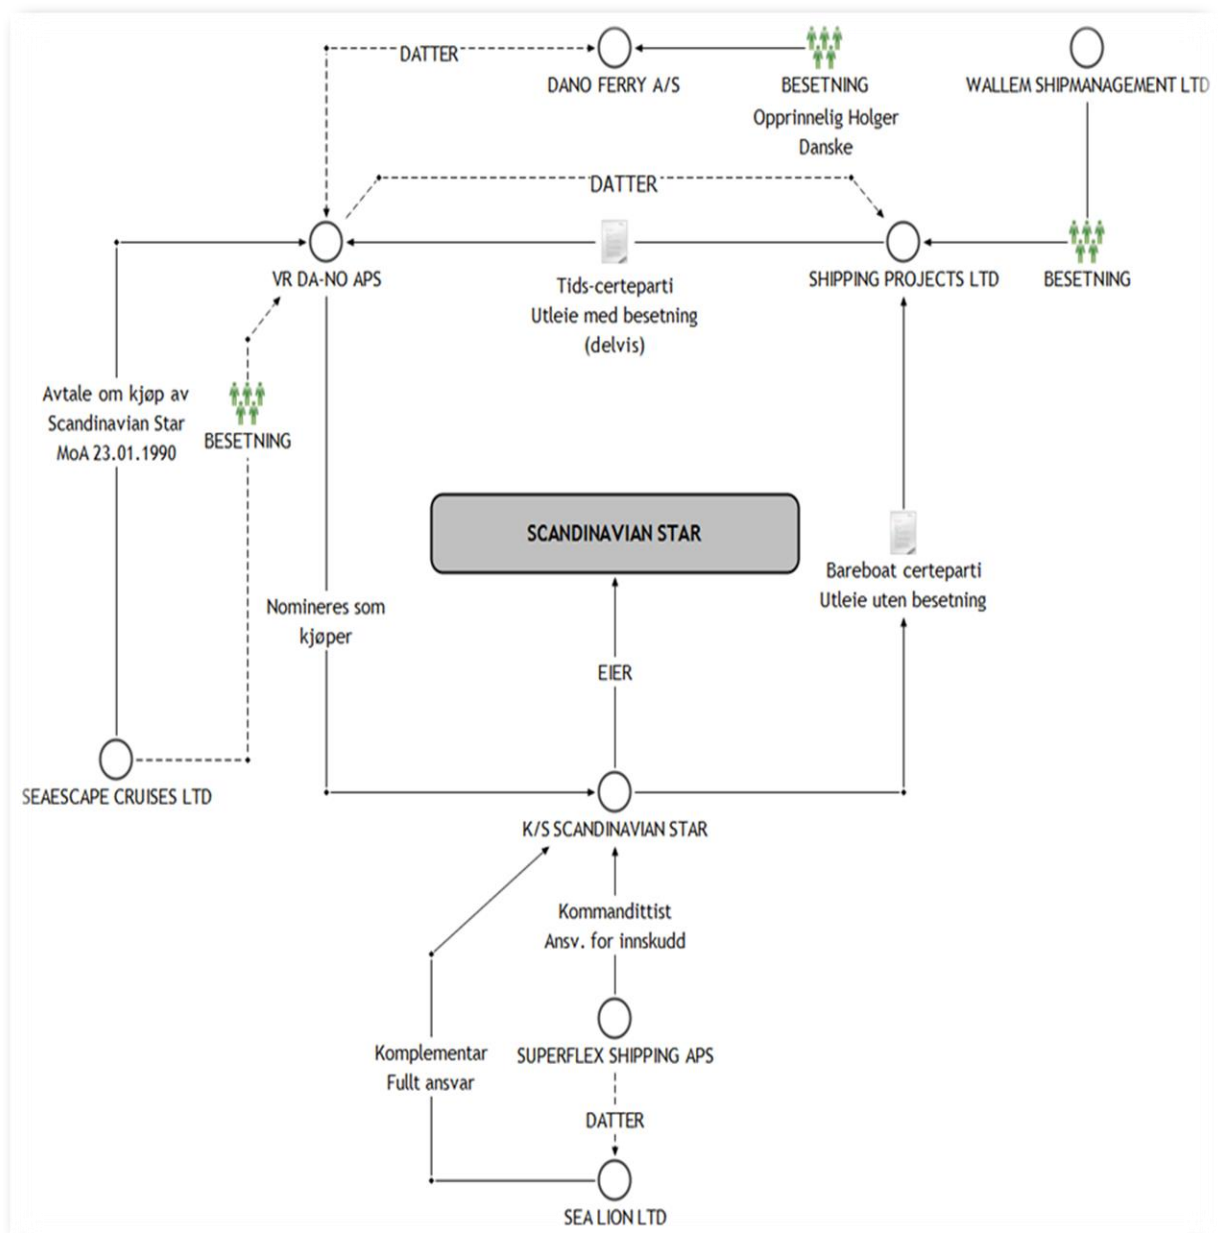 DATTER
DANO FERRY A/S
BESETNING
Opprinnelig Holger
Danske
WALLEM SHIPMANAGEMENT LTD
DATTER
VR DA-NO APS
Tids-certeparti
Utleie med besetning
(delvis)
SHIPPING PROJECTS LTD
BESETNING
Avtale om kjøp av
Scandinavian Star
MoA 23.01.1990
BESETNING
SCANDINAVIAN STAR
Bareboat certeparti
Utleie uten besetning
Nomineres som
kjøper
EIER
SEAESCAPE CRUISES LTD
K/S SCANDINAVIAN STAR
Kommandittist
Ansv. for innskudd
Komplementar
Fullt ansvar
SUPERFLEX SHIPPING APS
DATTER
SEA LION LTD